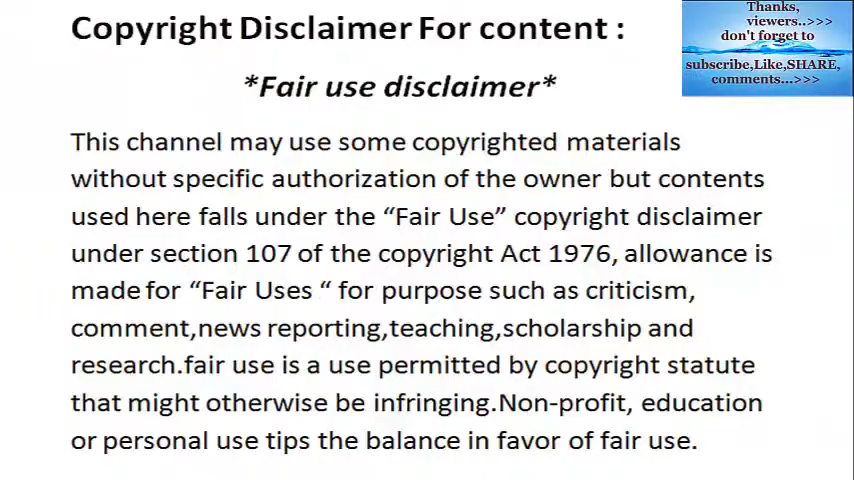 Copyright Disclaimer For content :
*Fair use disclaimer*
This channel may use some copyrighted materials
without specific authorization of the owner but contents
used here falls under the “Fair Use” copyright disclaimer
under section 107 of the copyright Act 1976, allowance is
made for “Fair Uses “ for purpose such as criticism,
comment,news reporting,teaching,scholarship and
research.fair use is a use permitted by copyright statute
that might otherwise be infringing.Non-profit, education
or personal use tips the balance in favor of fair use.
Thanks,
viewers..>>>
don't forget to
subscribe,Like,SHARE,
comments...>>>